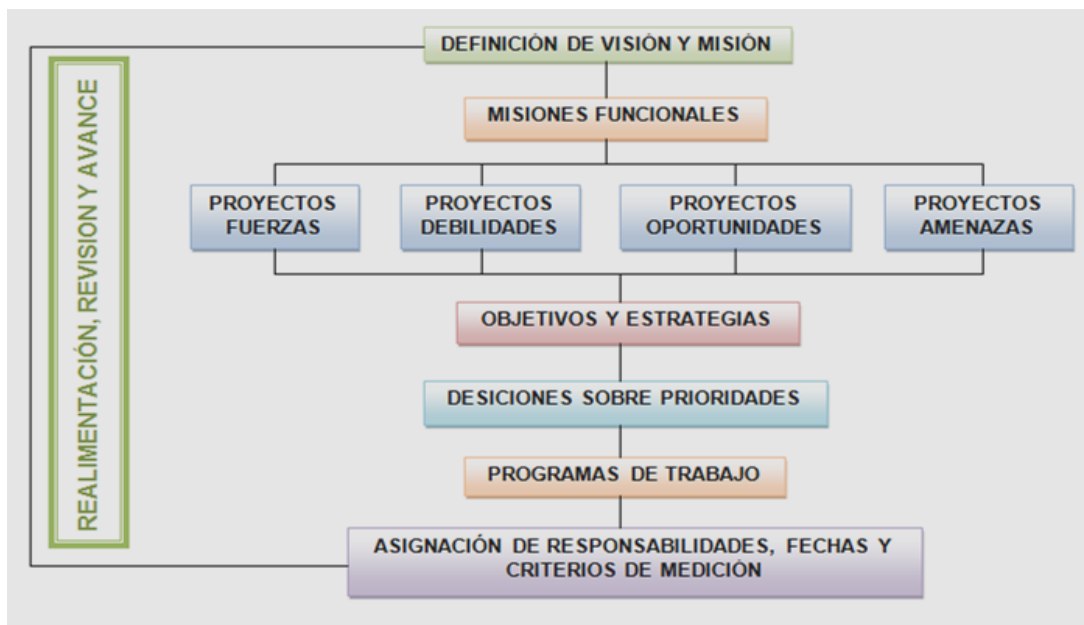 DEFINICIÓN DE VISIÓN Y MISIÓN
REALIMENTACIÓN, REVISION Y AVANCE
MISIONES FUNCIONALES
PROYECTOS
FUERZAS
PROYECTOS
DEBILIDADES
PROYECTOS
OPORTUNIDADES
PROYECTOS
AMENAZAS
OBJETIVOS Y ESTRATEGIAS
DESICIONES SOBRE PRIORIDADES
PROGRAMAS DE TRABAJO
ASIGNACIÓN DE RESPONSABILIDADES, FECHAS Y
CRITERIOS DE MEDICIÓN